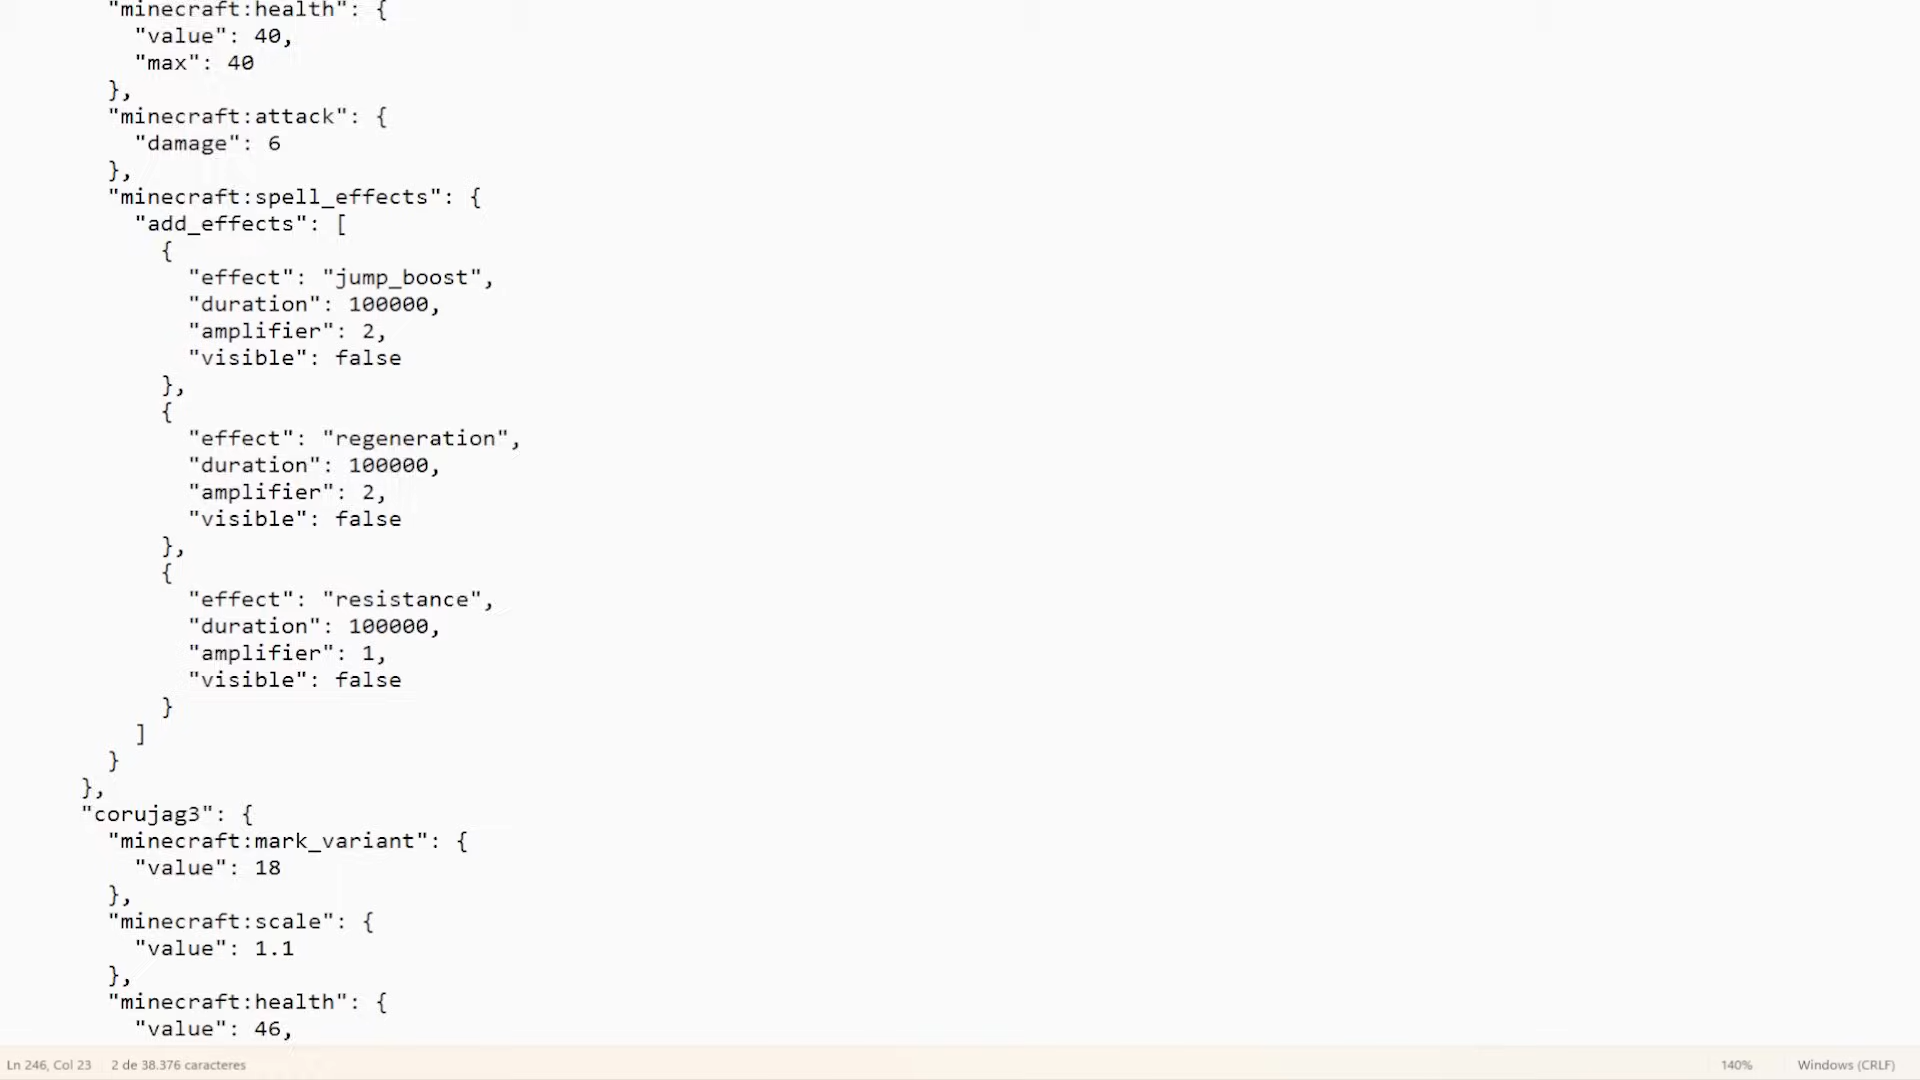 "minecraft:health": {
"value": 40,
"max": 40
},
"minecraft:attack": {
"damage": 6
},
"minecraft:spell_effects": {
"add_effects": [
{
"effect": "jump_boost",
"duration": 100000,
"amplifier": 2,
"visible": false
},
{
"effect": "regeneration",
"duration": 100000,
"amplifier": 2,
"visible": false
},
{
"effect": "resistance",
"duration": 100000,
"amplifier": 1,
"visible": false
}
]
}
},
"corujag3": {
"minecraft:mark_variant": {
"value": 18
},
"minecraft:scale": {
"value": 1.1
},
"minecraft:health": {
"value": 46,
Ln 246, Col 23 2 de 38.376 caracteres 140% Windows (CRLF)